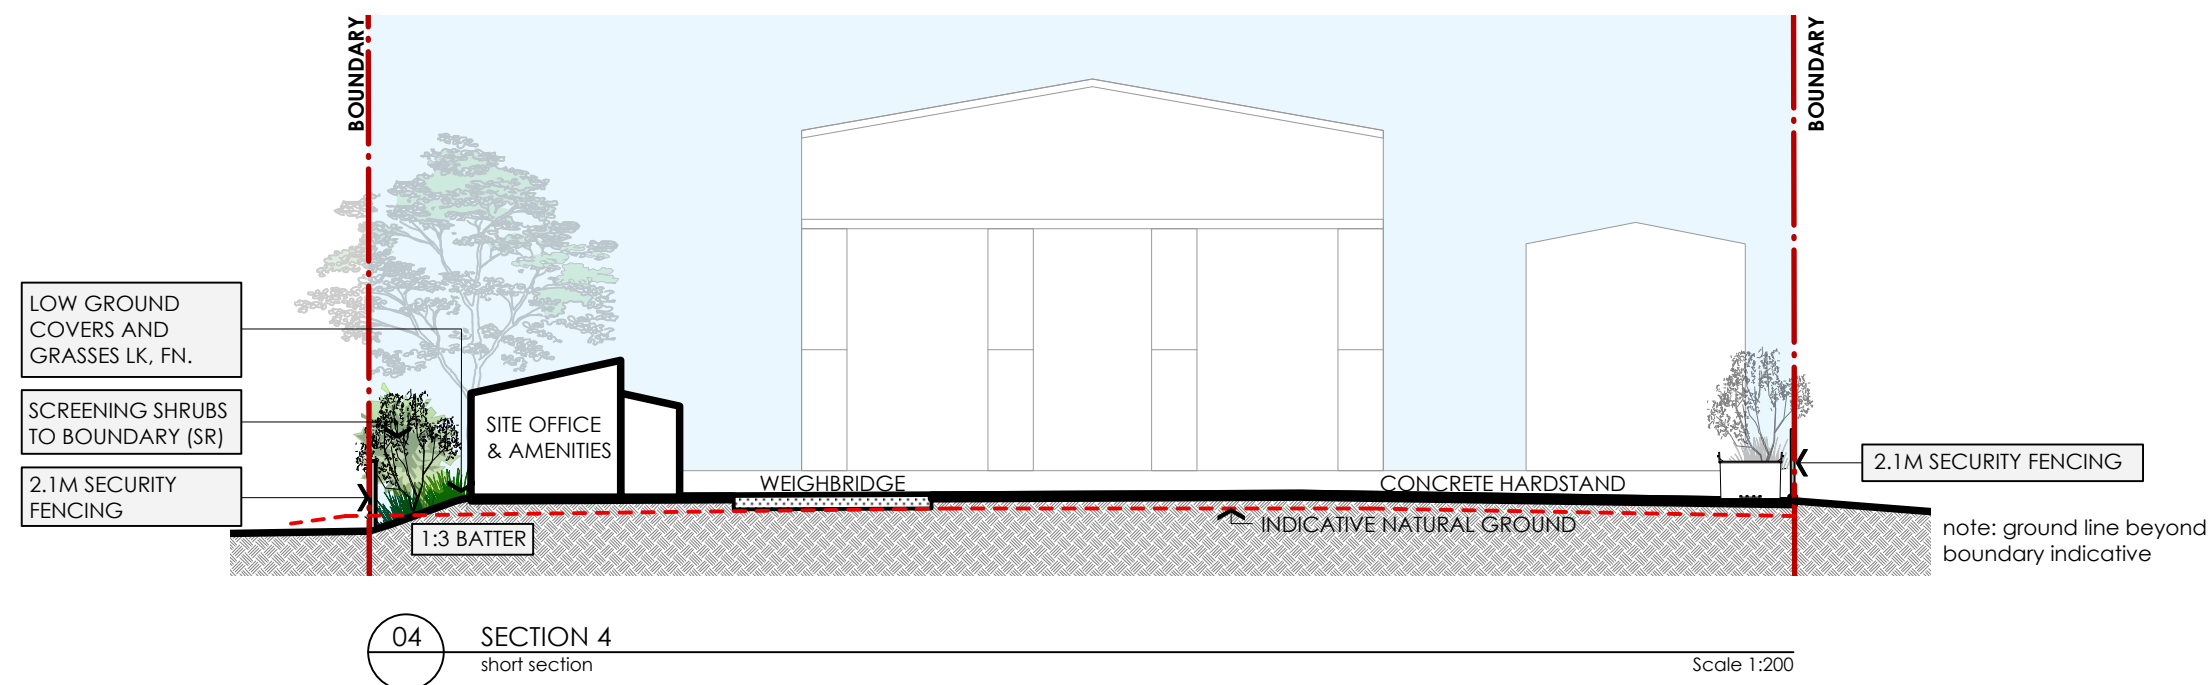 BOUNDARY
BOUNDARY
LOW GROUND
COVERS AND
GRASSES LK, FN.
SCREENING SHRUBS
TO BOUNDARY (SR)
2.1M SECURITY
FENCING
SITE OFFICE
& AMENITIES
WEIGHBRIDGE
CONCRETE HARDSTAND
2.1M SECURITY FENCING
1:3 BATTER
INDICATIVE NATURAL GROUND
note: ground line beyond
boundary indicative
04
SECTION 4
short section
Scale 1:200